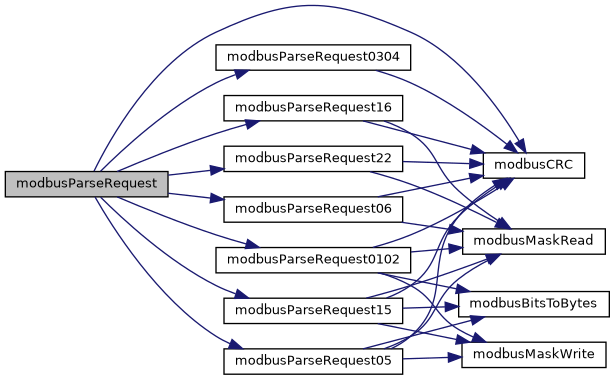 modbusParseRequest
modbusParseRequest0304
modbusParseRequest16
modbusParseRequest22
modbusParseRequest06
modbusParseRequest0102
modbusParseRequest15
modbusParseRequest05
modbusCRC
modbusMaskRead
modbusBitsToBytes
modbusMaskWrite